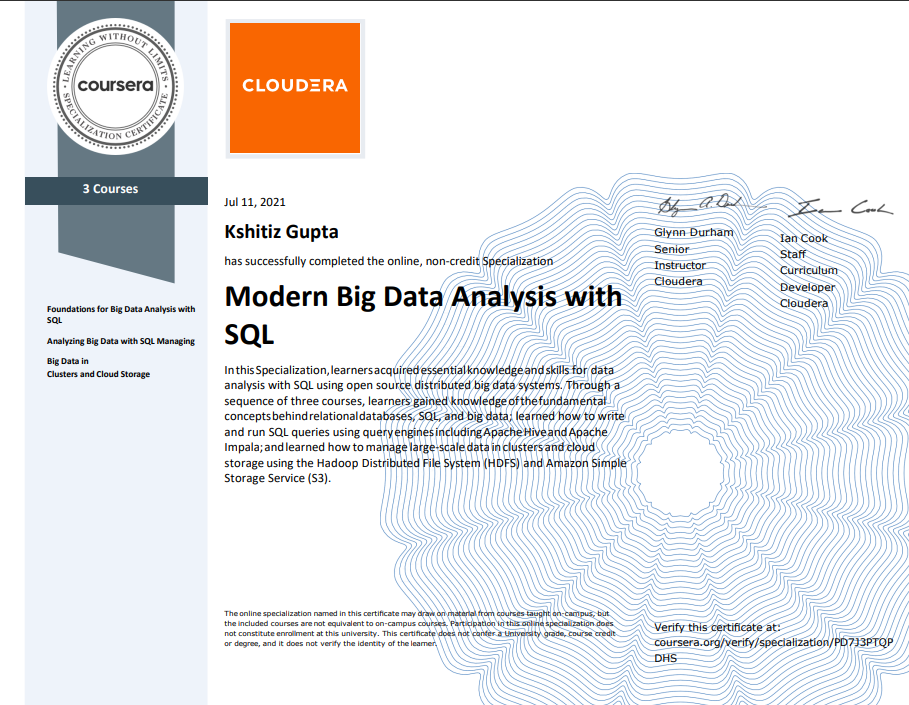 LEARNING WITHOUT LIMITS
coursera
SPECIALIZATION CERTIFICATE
3 Courses
Foundations for Big Data Analysis with
SQL
Analyzing Big Data with SQL Managing
Big Data in
Clusters and Cloud Storage
CLOUDERA
Jul 11, 2021
Kshitiz Gupta
has successfully completed the online, non-credit Specialization
Modern Big Data Analysis with
SQL
In this Specialization, learners acquired essential knowledge and skills for data
analysis with SQL using open source distributed big data systems. Through a
sequence of three courses, learners gained knowledge of the fundamental
concepts behind relational databases, SQL, and big data; learned how to write
and run SQL queries using query engines including Apache Hive and Apache
Impala; and learned how to manage large-scale data in clusters and cloud
storage using the Hadoop Distributed File System (HDFS) and Amazon Simple
Storage Service (S3).
Glynn Durham
Senior
Instructor
Cloudera
Ian Cook
Ian Cook
Staff
Curriculum
Developer
Cloudera
The online specialization named in this certificate may draw on material from courses taught on-campus, but
the included courses are not equivalent to on-campus courses. Participation in this online specialization does
not constitute enrollment at this university. This certificate does not confer a University grade, course credit
or degree, and it does not verify the identity of the learner.
Verify this certificate at:
coursera.org/verify/specialization/PD7J3PTQP
DHS